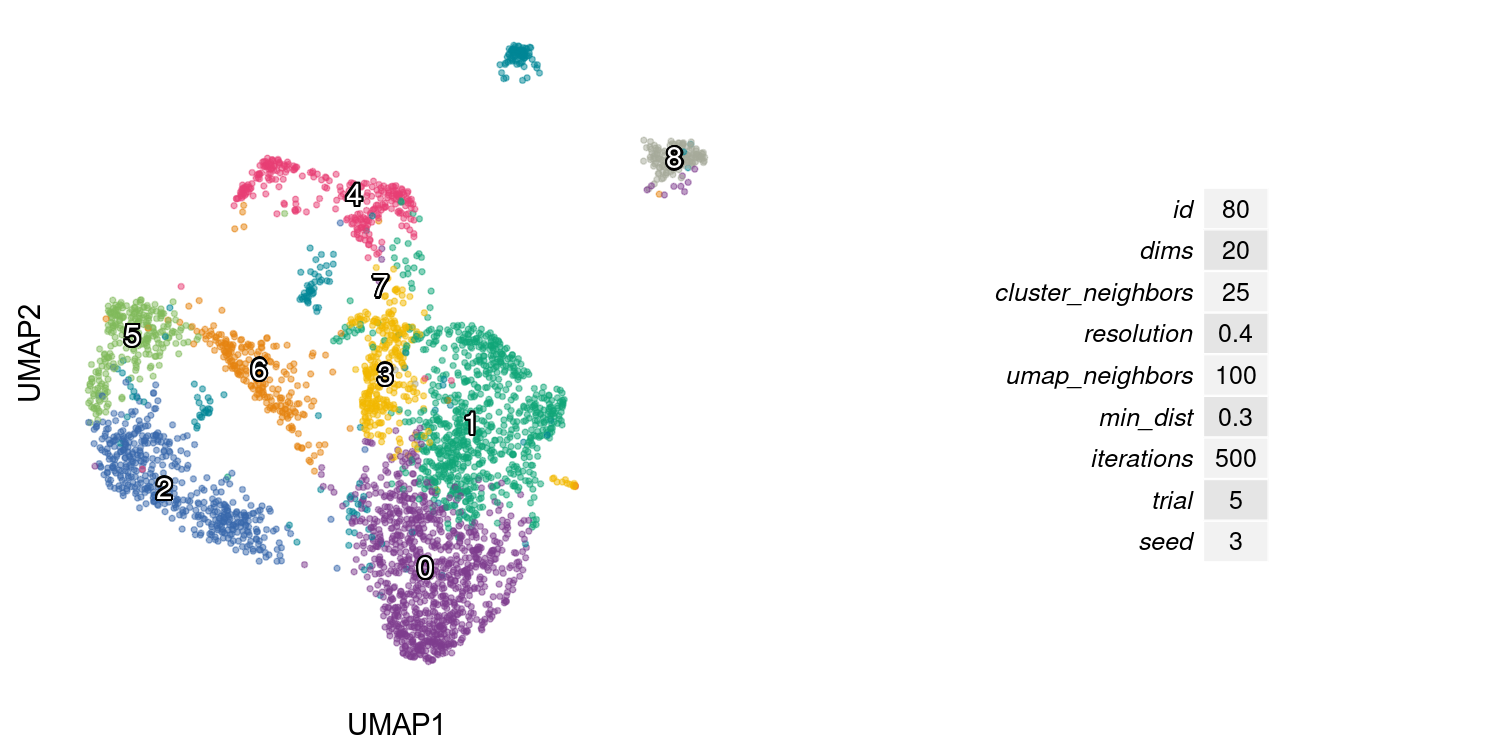 8
4
7
5
6
3
1
2
0
UMAP2
UMAP1
id 80
dims 20
cluster_neighbors 25
resolution 0.4
umap_neighbors 100
min_dist 0.3
iterations 500
trial 5
seed 3